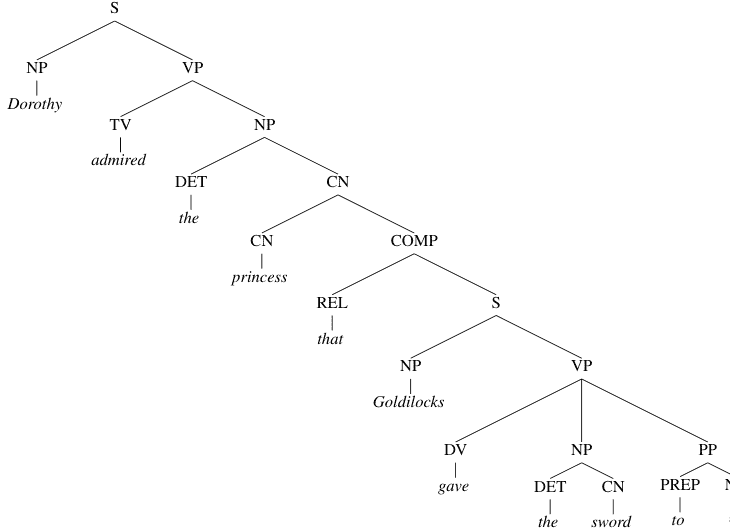 S
NP VP
Dorothy
TV NP
admired
DET CN
the
CN COMP
princess
REL S
that
NP VP
Goldilocks
DV NP PP
gave DET CN PREP
the sword to